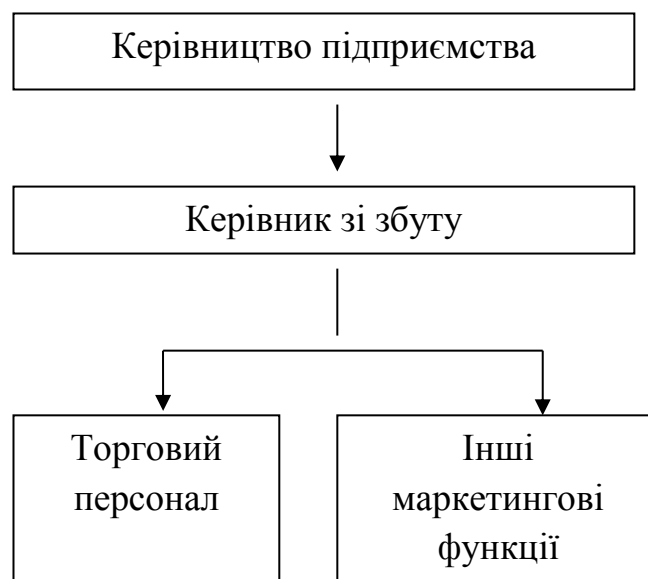 Керівництво підприємства
Керівник зі збуту
Торговий
персонал
Інші
маркетингові
функції